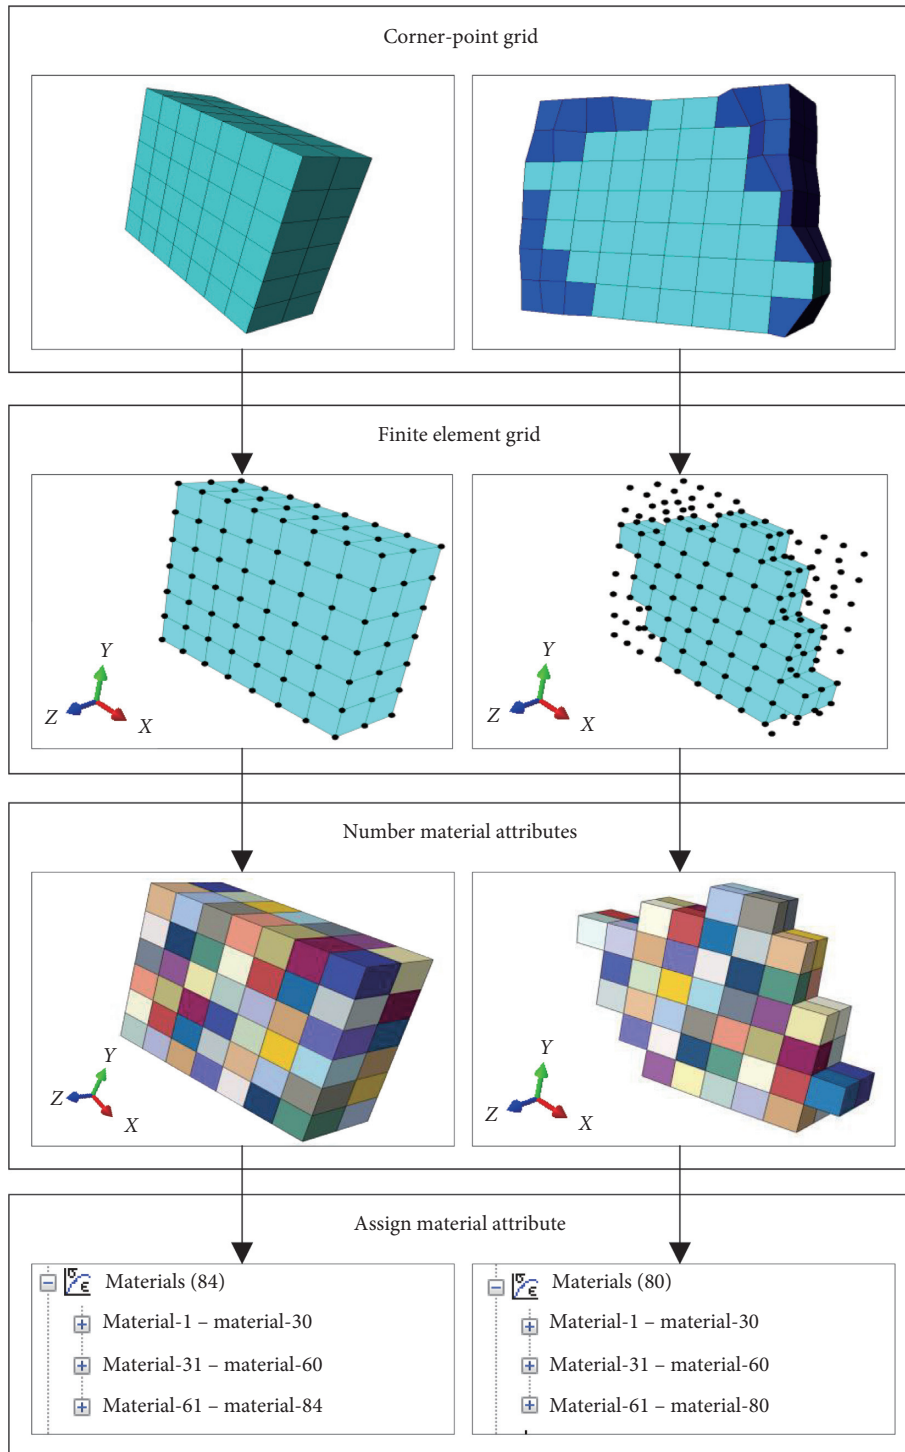 Corner-point grid
Finite element grid
Y
Z
X
Y
Z
X
Number material attributes
Y
Z
X
Y
Z
X
Assign material attribute
σ
ε
Materials (84)
Material-1 – material-30
Material-31 – material-60
Material-61 – material-84
σ
ε
Materials (80)
Material-1 – material-30
Material-31 – material-60
Material-61 – material-80